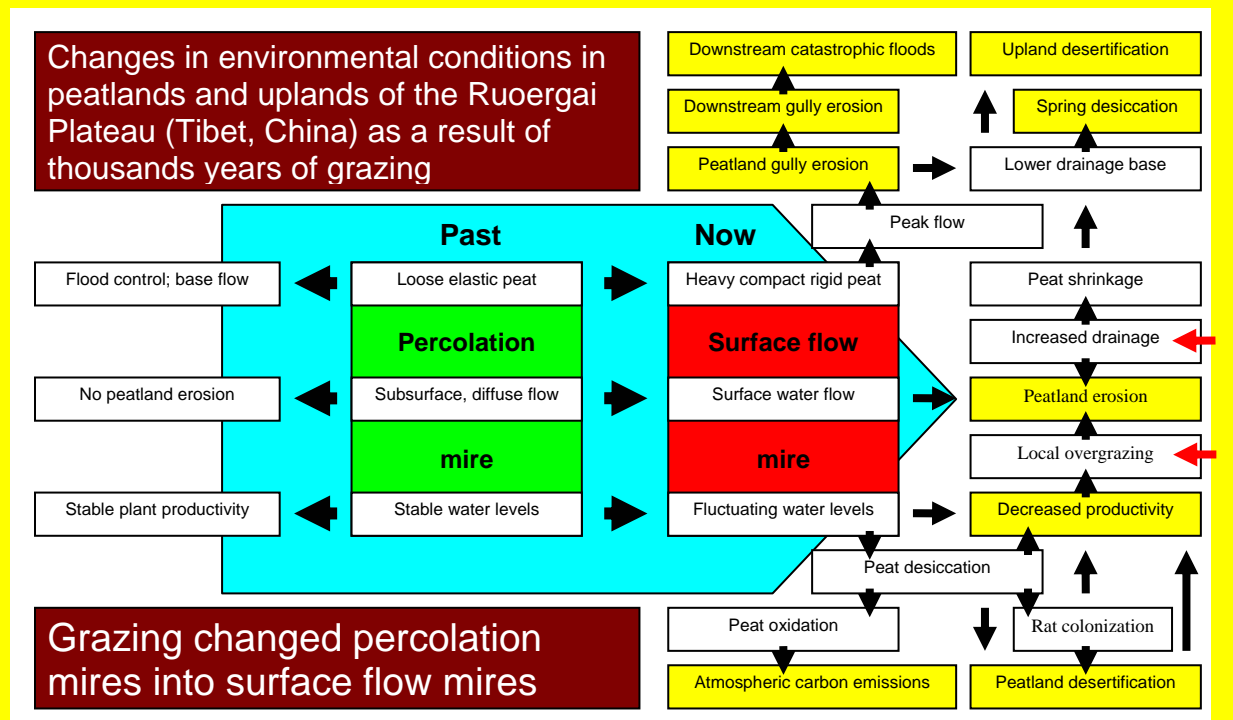 Changes in environmental conditions in
peatlands and uplands of the Ruoergai
Plateau (Tibet, China) as a result of
thousands years of grazing
Downstream catastrophic floods
Upland desertification
Downstream gully erosion
Spring desiccation
Peatland gully erosion
Lower drainage base
Peak flow
Past
Now
Flood control; base flow
Loose elastic peat
Heavy compact rigid peat
Peat shrinkage
Percolation
Surface flow
Increased drainage
No peatland erosion
Subsurface, diffuse flow
Surface water flow
Peatland erosion
mire
mire
Local overgrazing
Stable plant productivity
Stable water levels
Fluctuating water levels
Decreased productivity
Peat desiccation
Grazing changed percolation
mires into surface flow mires
Peat oxidation
Rat colonization
Atmospheric carbon emissions
Peatland desertification